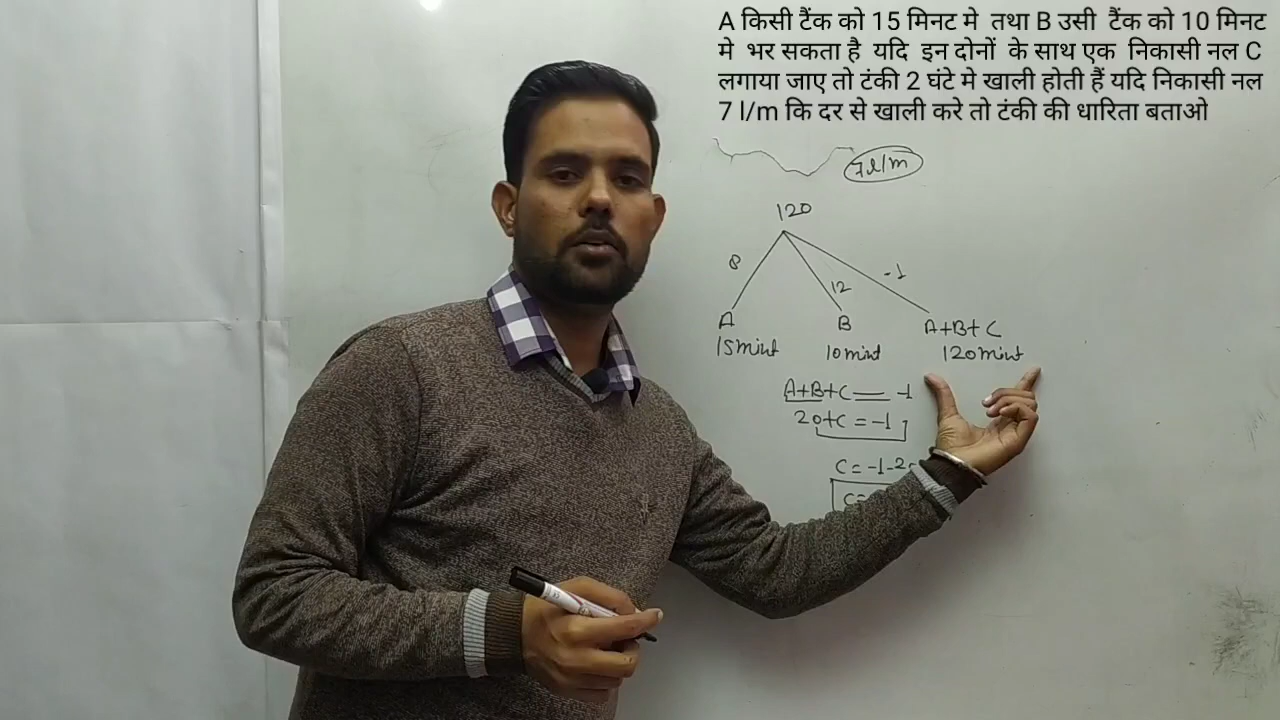 A किसी टैंक को 15 मिनट मे तथा B उसी टैंक को 10 मिनट
मे भर सकता है यदि इन दोनों के साथ एक निकासी नल C
लगाया जाए तो टंकी 2 घंटे मे खाली होती हैं यदि निकासी नल
7 l/m कि दर से खाली करे तो टंकी की धारिता बताओ
7l/m
120
8 12 -1
A B A+B+C
15mint 10mint 120mint
A+B+C = -1
20+C = -1
C = -1-2
C=